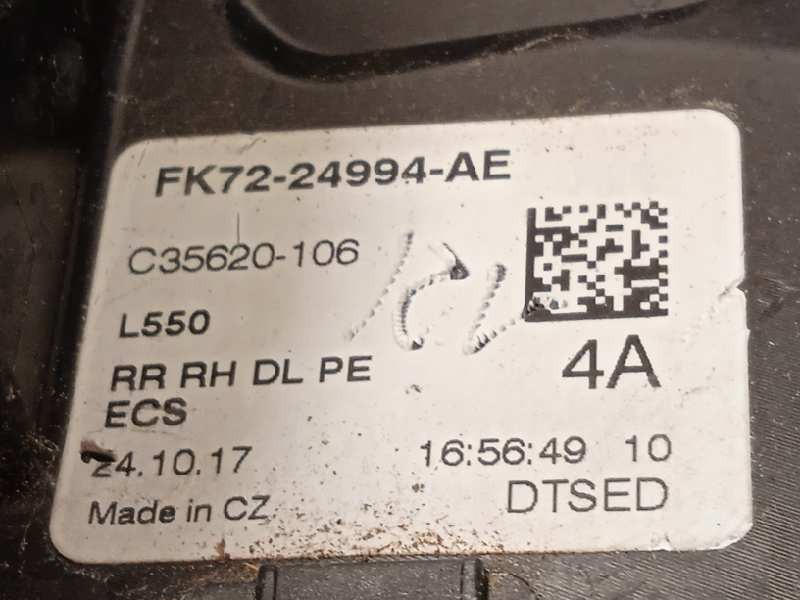 FK72-24994-AE
C35620-106
L550
4A
RR RH DL PE
ECS
24.10.17 16:56:49 10
Made in CZ DTSED